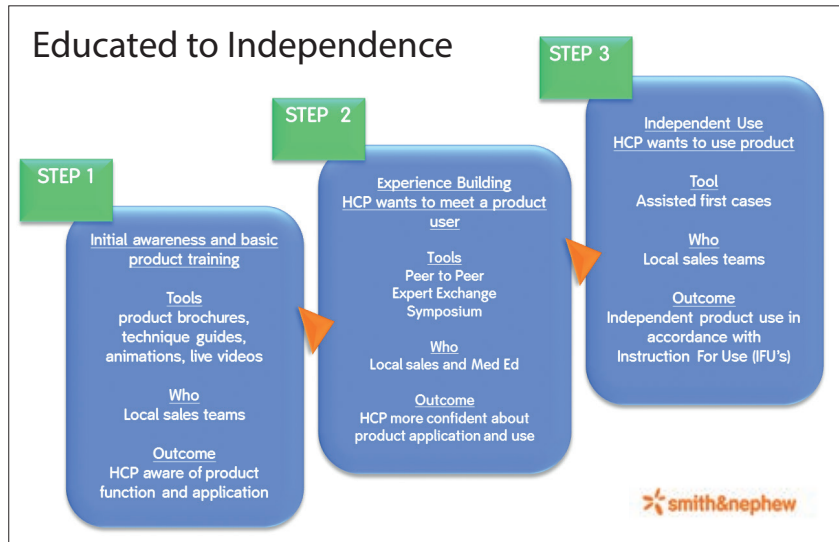 Educated to Independence
STEP 1
Initial awareness and basic
product training
Tools
product brochures,
technique guides,
animations, live videos
Who
Local sales teams
Outcome
HCP aware of product
function and application
STEP 2
Experience Building
HCP wants to meet a product
user
Tools
Peer to Peer
Expert Exchange
Symposium
Who
Local sales and Med Ed
Outcome
HCP more confident about
product application and use
STEP 3
Independent Use
HCP wants to use product
Tool
Assisted first cases
Who
Local sales teams
Outcome
Independent product use in
accordance with
Instruction For Use (IFU's)
smith&nephew